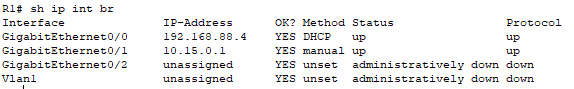 R1# sh ip int br
Interface IP-Address OK? Method Status Protocol
GigabitEthernet0/0 192.168.88.4 YES DHCP up up
GigabitEthernet0/1 10.15.0.1 YES manual up up
GigabitEthernet0/2 unassigned YES unset administratively down down
Vlan1 unassigned YES unset administratively down down